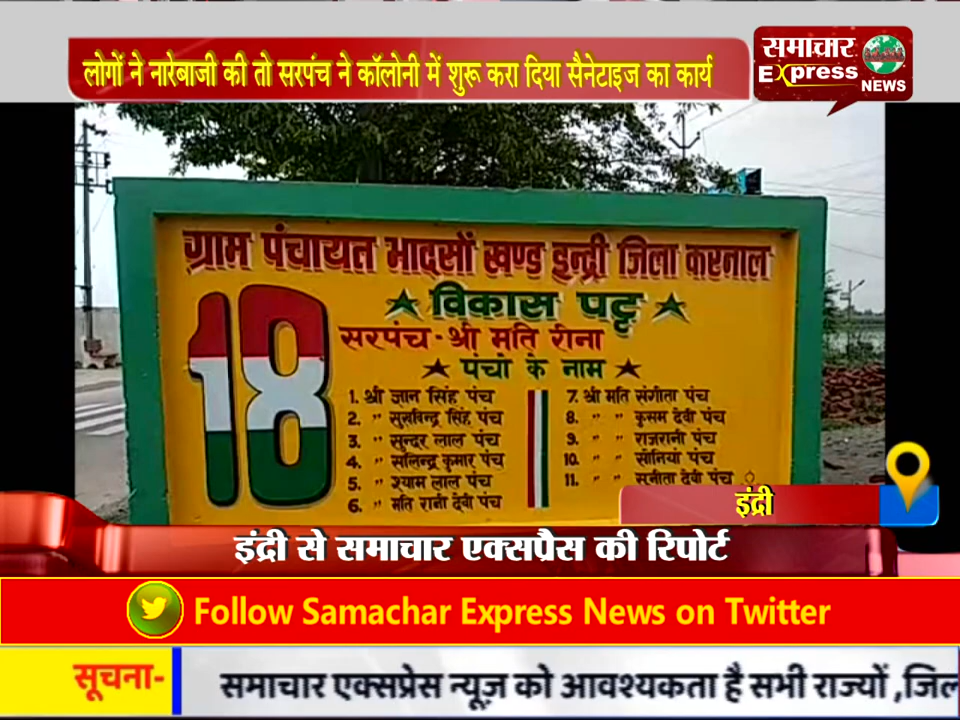 लोगों ने नारेबाजी की तो सरपंच ने कॉलोनी में शुरू करा दिया सैनेटाइज का कार्य
समाचार
Express
NEWS
ग्राम पंचायत भादसों खण्ड इन्द्री जिला करनाल
विकास पट्ट
18
सरपंच - श्री मति रीना
पंचो के नाम
1. श्री ज्ञान सिंह पंच
2. " सुखविन्द्र सिंह पंच
3. " सुन्दर लाल पंच
4. " सलिन्द्र कुमार पंच
5. " श्याम लाल पंच
6. " मति रानी देवी पंच
7. श्री मति संगीता पंच
8. " " कुसम देवी पंच
9. " " राजरानी पंच
10. " " सोनिया पंच
11. " " सुनीता देवी पंच
इंद्री
इंद्री से समाचार एक्सप्रैस की रिपोर्ट
Follow Samachar Express News on Twitter
सूचना-
समाचार एक्सप्रेस न्यूज़ को आवश्यकता है सभी राज्यों ,जिल